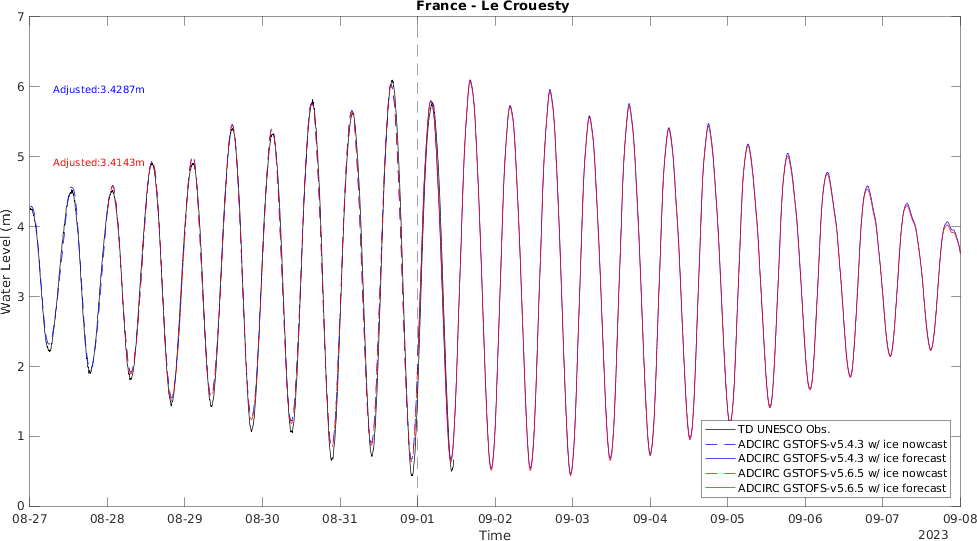 France - Le Crouesty
7
6
5
4
3
2
1
0
Water Level (m)
Adjusted:3.4287m
Adjusted:3.4143m
TD UNESCO Obs.
ADCIRC GSTOFS-v5.4.3 w/ ice nowcast
ADCIRC GSTOFS-v5.4.3 w/ ice forecast
ADCIRC GSTOFS-v5.6.5 w/ ice nowcast
ADCIRC GSTOFS-v5.6.5 w/ ice forecast
08-27 08-28 08-29 08-30 08-31 09-01 09-02 09-03 09-04 09-05 09-06 09-07 09-08
Time
2023